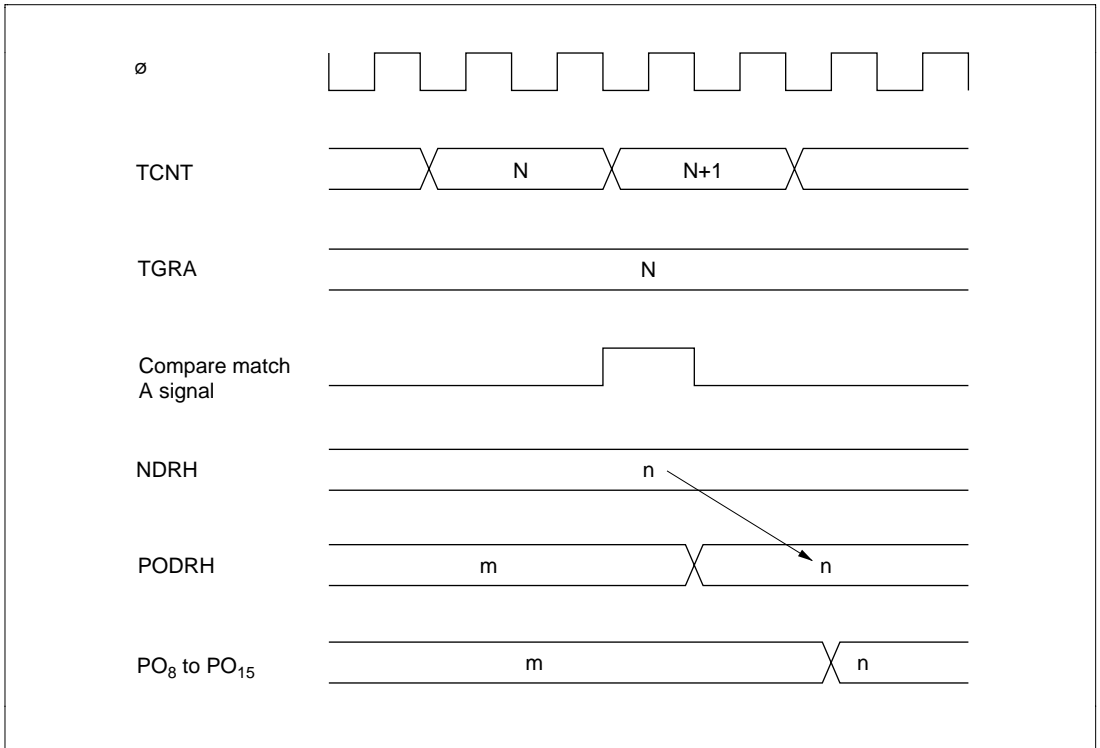 ø
TCNT N N+1
TGRA N
Compare match
A signal
NDRH n
PODRH m n
PO8 to PO15 m n